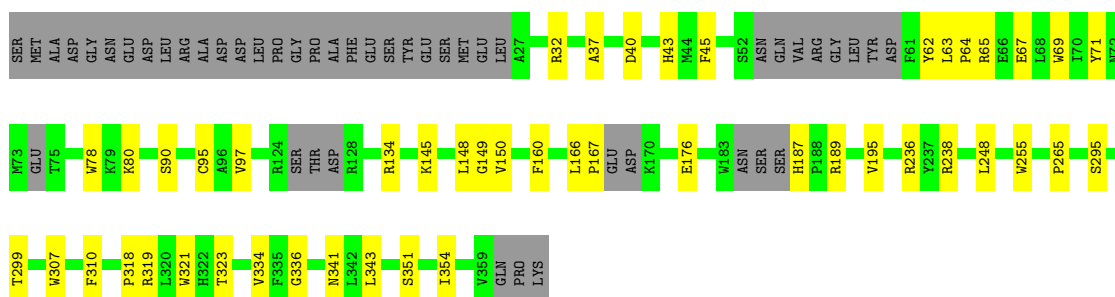 SER MET ALA ASP GLY ASN GLU ASP LEU ARG ALA ASP ASP LEU PRO GLY PRO ALA PHE GLU SER TYR GLU SER MET GLU LEU A27 R32 A37 D40 H43 M44 F45 S52 ASN GLN VAL ARG GLY LEU TYR ASP F61 Y62 L63 P64 R65 E66 E67 L68 W69 I70 Y71
M73 GLU T75 W78 K79 K80 S90 C95 A96 V97 R124 SER THR ASP R128 R134 K145 L148 G149 V150 F160 L166 P167 GLU ASP K170 E176 W183 ASN SER SER H187 P188 R189 V195 R236 Y237 R238 L248 W255 P265 S295
T299 W307 F310 P318 R319 L320 W321 H322 T323 V334 F335 G336 N341 L342 L343 S351 I354 V359 GLN PRO LYS